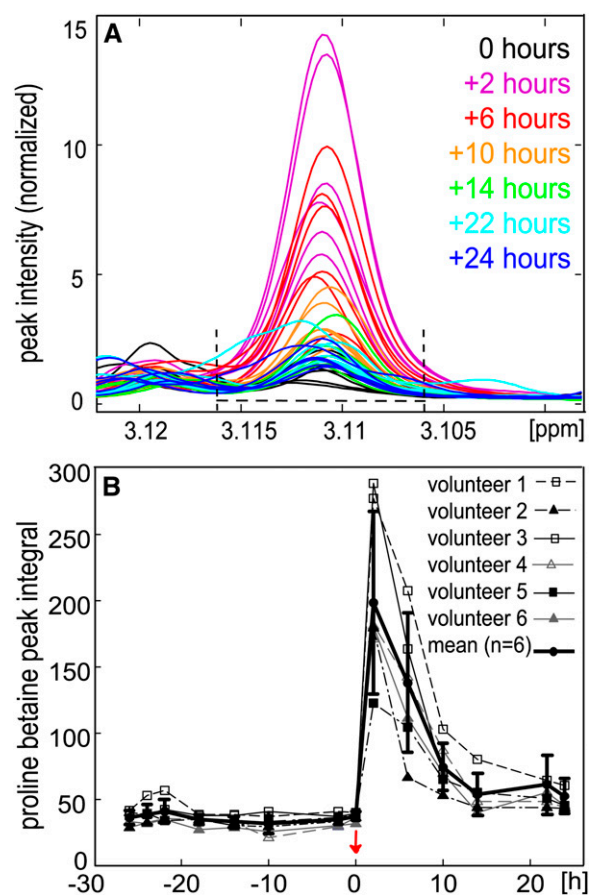 A
15
10
5
0
peak intensity (normalized)
0 hours
+2 hours
+6 hours
+10 hours
+14 hours
+22 hours
+24 hours
3.12 3.115 3.11 3.105 [ppm]
B
300
250
200
150
100
50
0
proline betaine peak integral
volunteer 1
volunteer 2
volunteer 3
volunteer 4
volunteer 5
volunteer 6
mean (n=6)
-30 -20 -10 0 10 20 [h]